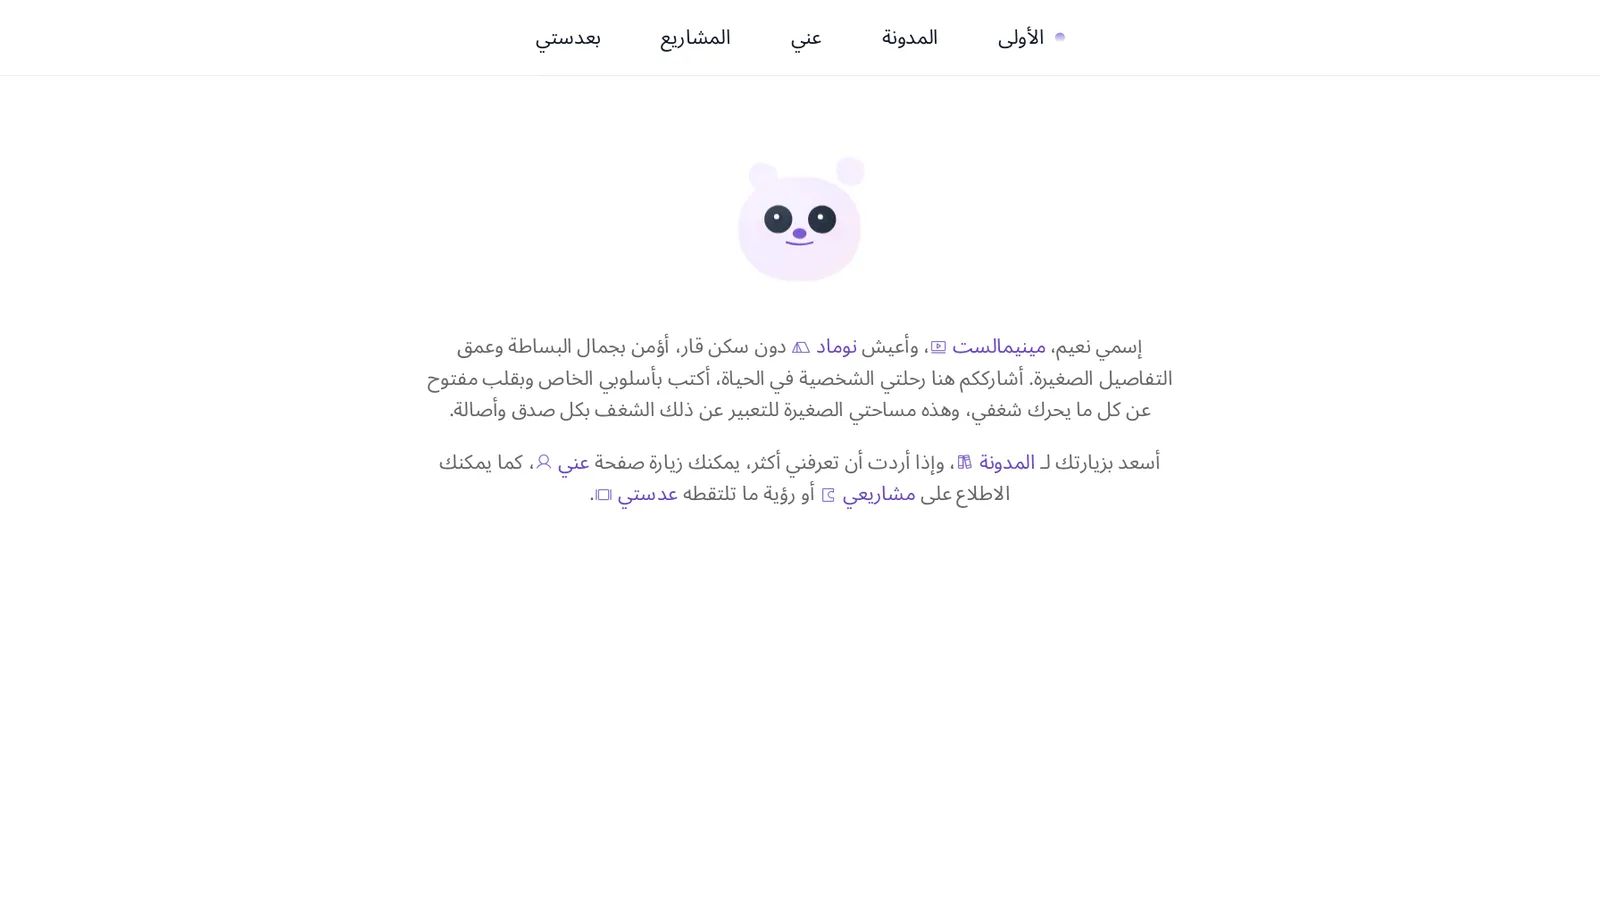 الأولى
المدونة
عني
المشاريع
بعدستي
إسمي نعيم، مينيمالست، وأعيش نوماد دون سكن قار، أؤمن بجمال البساطة وعمق
التفاصيل الصغيرة. أشارككم هنا رحلتي الشخصية في الحياة، أكتب بأسلوبي الخاص وبقلب مفتوح
عن كل ما يحرك شغفي، وهذه مساحتي الصغيرة للتعبير عن ذلك الشغف بكل صدق وأصالة.
أسعد بزيارتك لـ المدونة، وإذا أردت أن تعرفني أكثر، يمكنك زيارة صفحة عني، كما يمكنك
الاطلاع على مشاريعي أو رؤية ما تلتقطه عدستي.